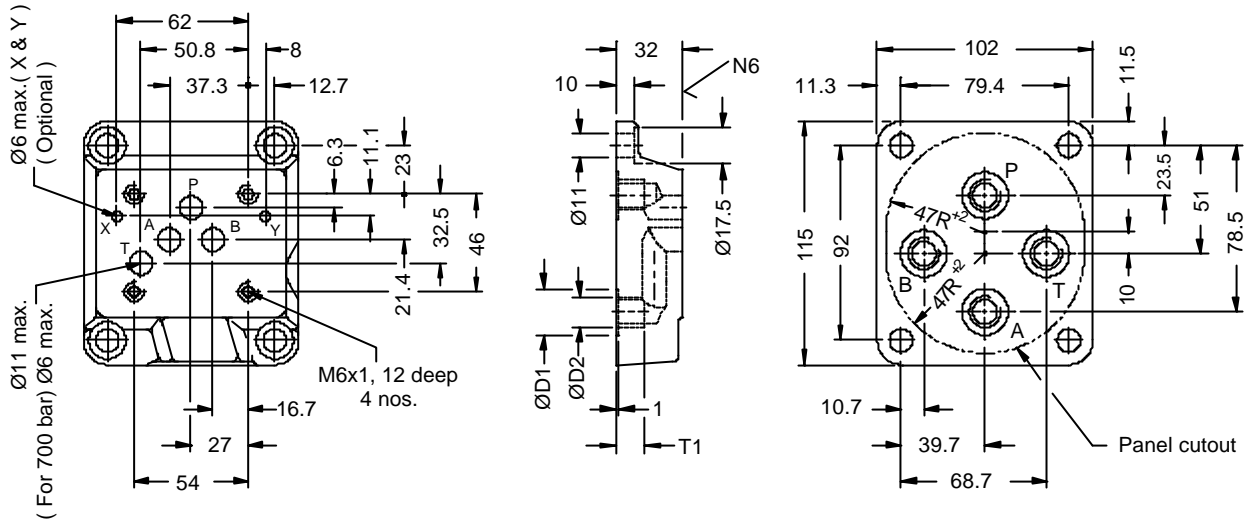 Ø6 max.( X & Y )
( Optional )
62
50.8
8
37.3
12.7
6.3
11.1
23
P
X
A
B
Y
T
32.5
46
21.4
Ø11 max.
( For 700 bar) Ø6 max.
M6x1, 12 deep
4 nos.
16.7
27
54
32
10
N6
Ø11
Ø17.5
ØD1
ØD2
1
T1
102
11.3
79.4
11.5
P
47R+2
23.5
51
78.5
115
92
B
T
47R+2
10
A
10.7
39.7
68.7
Panel cutout